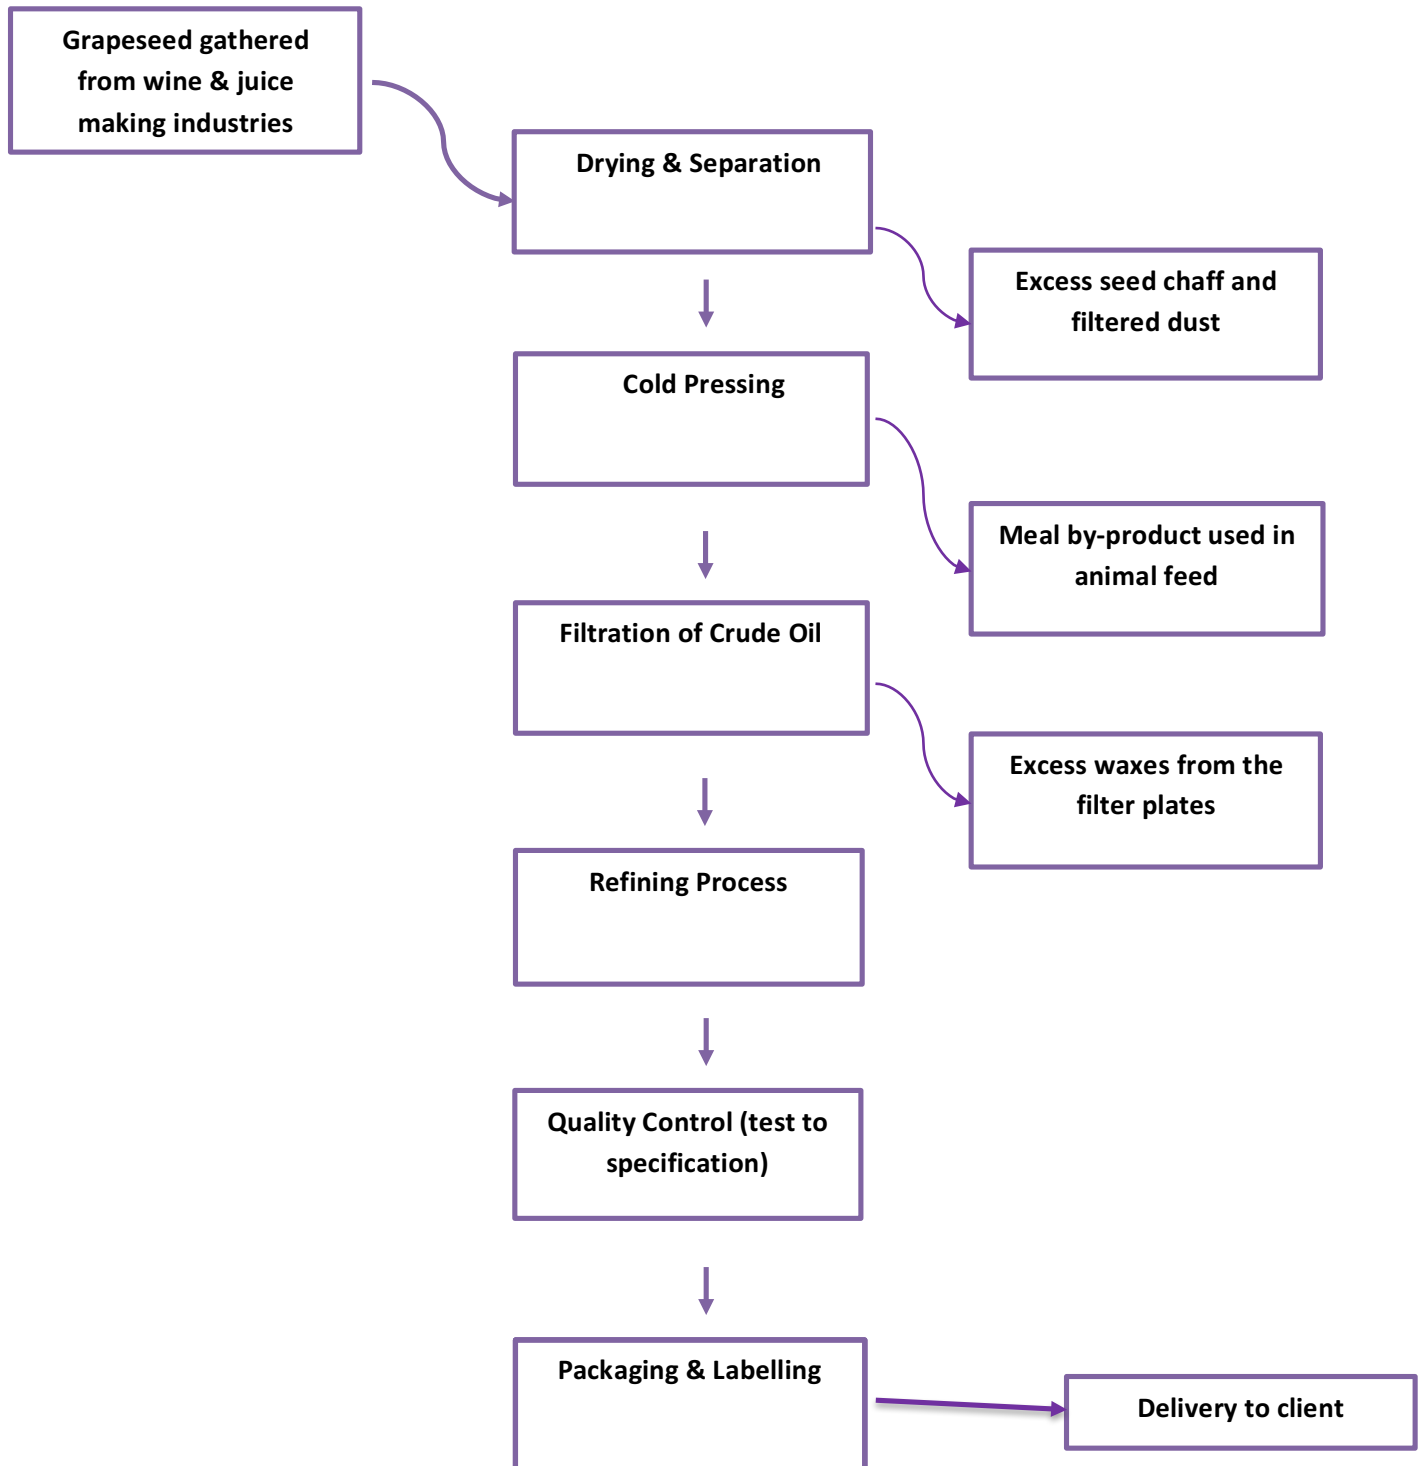 Grapeseed gathered
from wine & juice
making industries
Drying & Separation
Excess seed chaff and
filtered dust
Cold Pressing
Meal by-product used in
animal feed
Filtration of Crude Oil
Excess waxes from the
filter plates
Refining Process
Quality Control (test to
specification)
Packaging & Labelling
Delivery to client